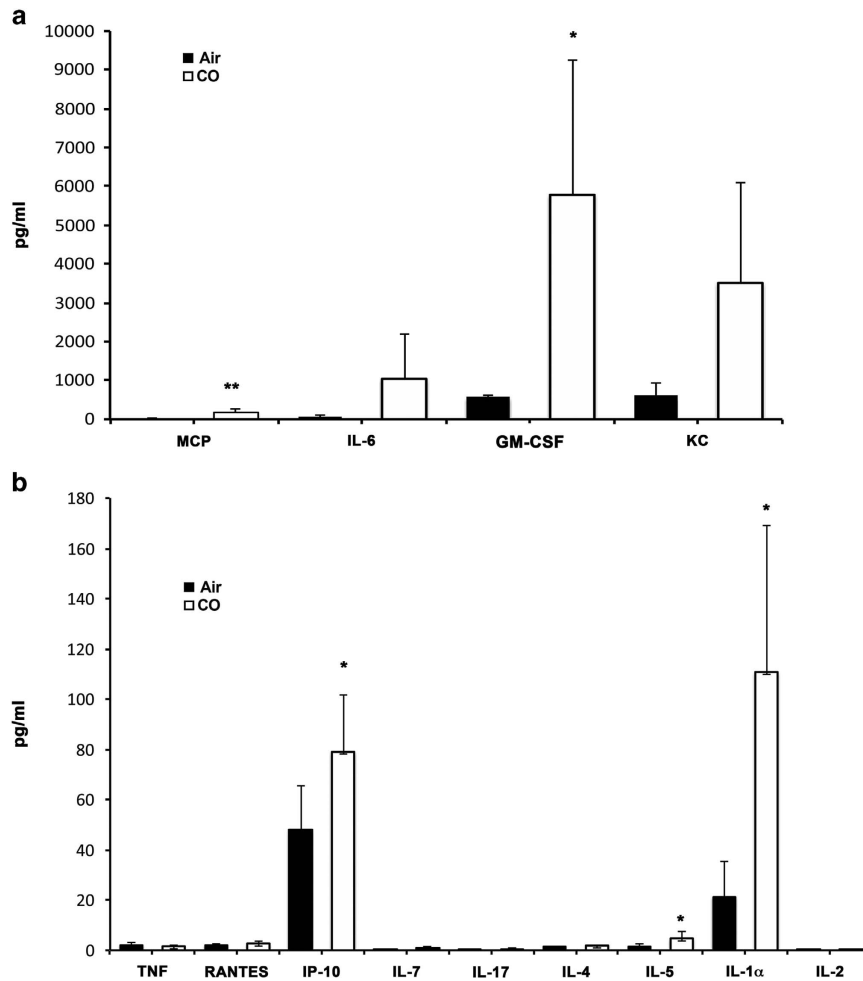 a
10000
9000
8000
7000
6000
5000
4000
3000
2000
1000
0
pg/ml
Air
CO
**
*
MCP IL-6 GM-CSF KC
b
180
160
140
120
100
80
60
40
20
0
pg/ml
Air
CO
*
*
*
TNF RANTES IP-10 IL-7 IL-17 IL-4 IL-5 IL-1α IL-2